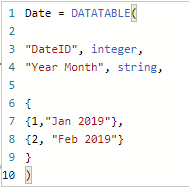 1 Date = DATATABLE(
2
3 "DateID", integer,
4 "Year Month", string,
5
6 {
7 {1,"Jan 2019"},
8 {2, "Feb 2019"}
9 }
10 )